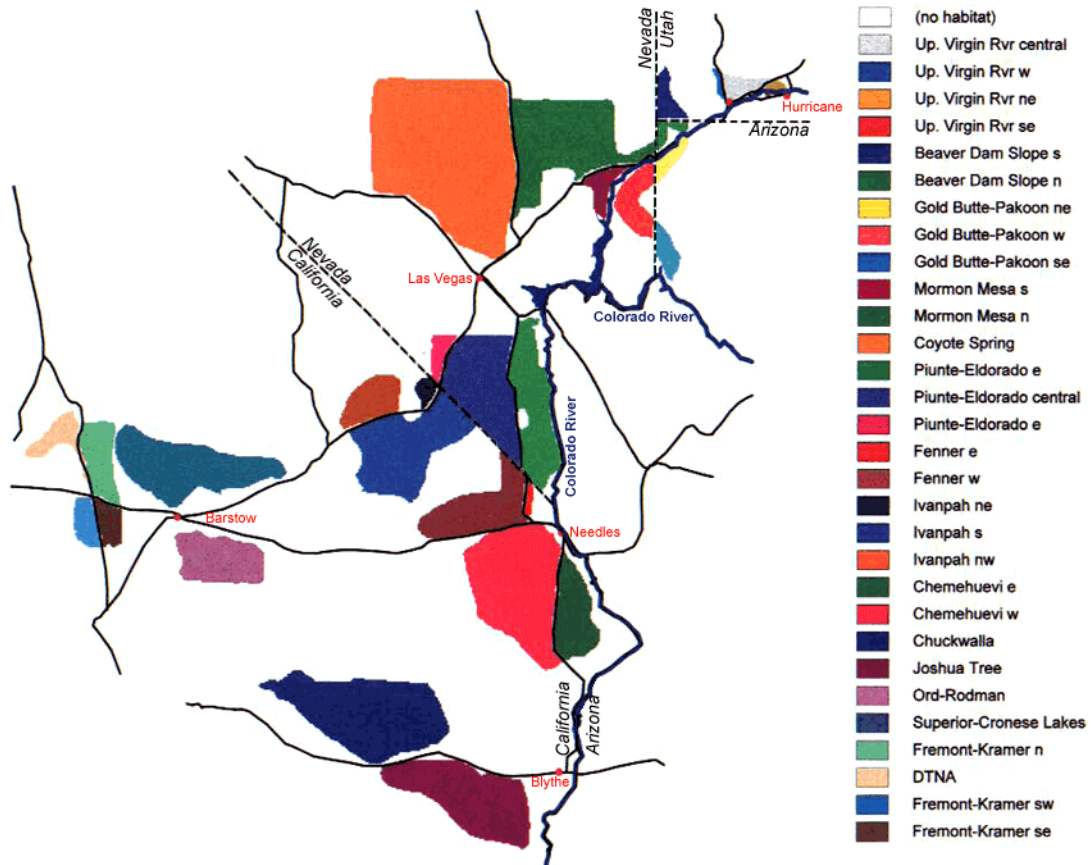 Nevada
Utah
Hurricane
Arizona
Nevada
California
Las Vegas
Colorado River
Colorado River
Barstow
Needles
California
Arizona
Blythe
(no habitat)
Up. Virgin Rvr central
Up. Virgin Rvr w
Up. Virgin Rvr ne
Up. Virgin Rvr se
Beaver Dam Slope s
Beaver Dam Slope n
Gold Butte-Pakoon ne
Gold Butte-Pakoon w
Gold Butte-Pakoon se
Mormon Mesa s
Mormon Mesa n
Coyote Spring
Piunte-Eldorado e
Piunte-Eldorado central
Piunte-Eldorado e
Fenner e
Fenner w
Ivanpah ne
Ivanpah s
Ivanpah nw
Chemehuevi e
Chemehuevi w
Chuckwalla
Joshua Tree
Ord-Rodman
Superior-Cronese Lakes
Fremont-Kramer n
DTNA
Fremont-Kramer sw
Fremont-Kramer se